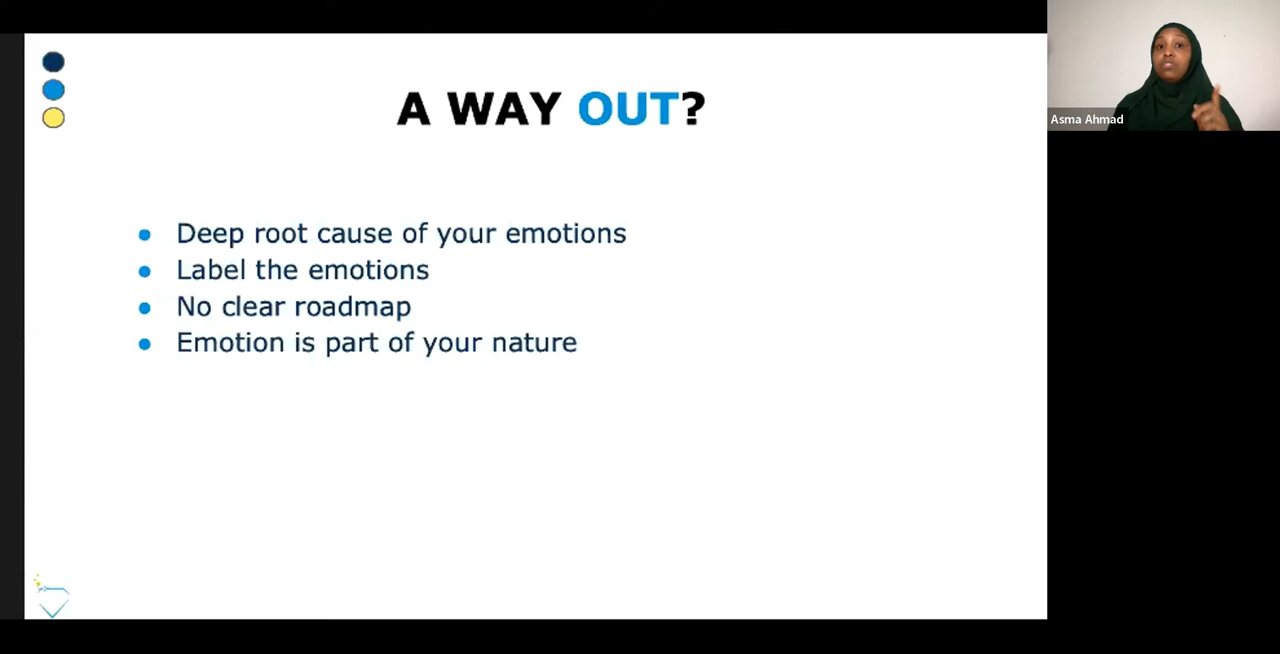 A WAY OUT?
Asma Ahmad
Deep root cause of your emotions
Label the emotions
No clear roadmap
Emotion is part of your nature